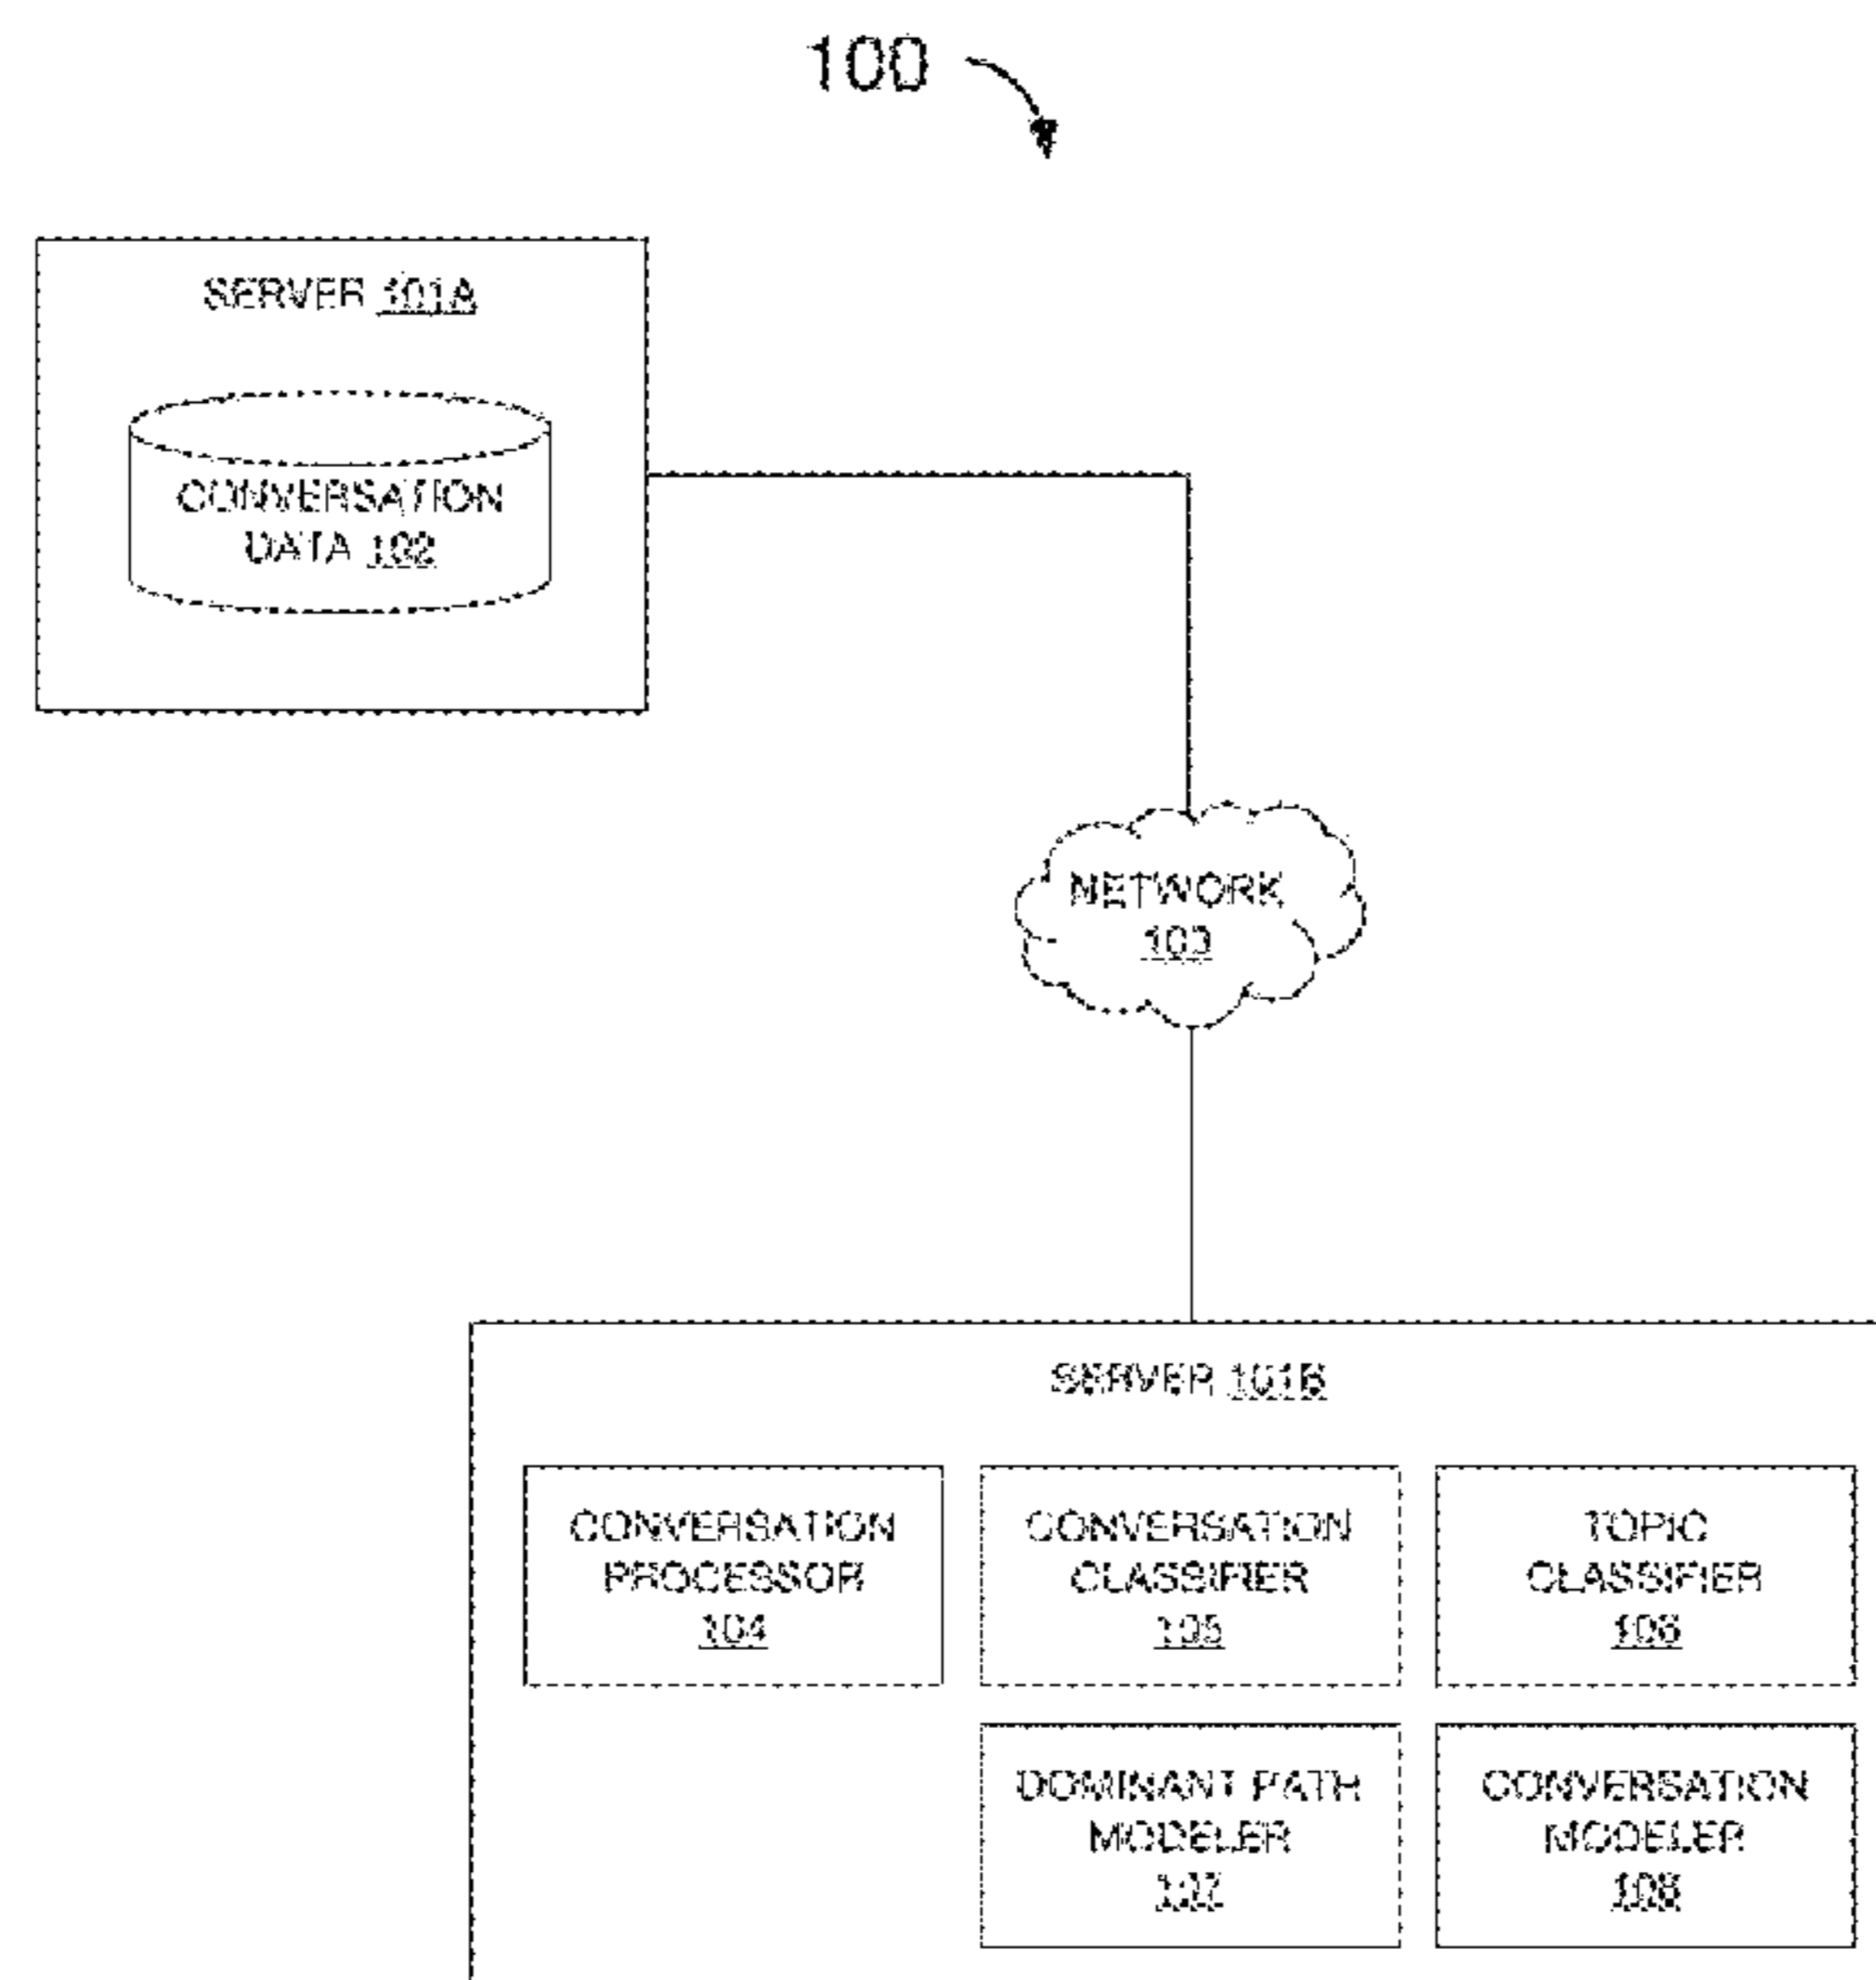 100
SERVER 101A
CONVERSATION
DATA 102
NETWORK
103
SERVER 101B
CONVERSATION
PROCESSOR
104
CONVERSATION
CLASSIFIER
105
TOPIC
CLASSIFIER
106
DOMINANT PATH
MODELER
107
CONVERSATION
MODELER
108